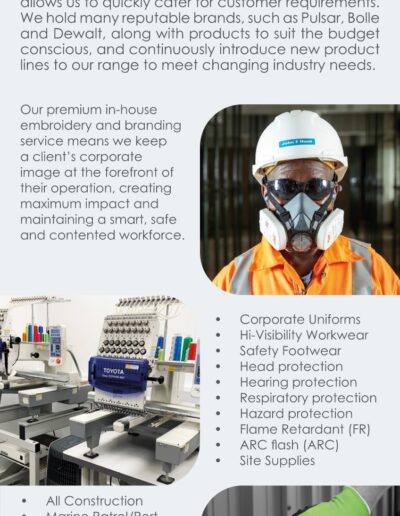 allows us to quickly cater for customer requirements.
We hold many reputable brands, such as Pulsar, Bolle
and Dewalt, along with products to suit the budget
conscious, and continuously introduce new product
lines to our range to meet changing industry needs.
Our premium in-house
embroidery and branding
service means we keep
a client’s corporate
image at the forefront of
their operation, creating
maximum impact and
maintaining a smart, safe
and contented workforce.
John F Hunt
TOYOTA
• Corporate Uniforms
• Hi-Visibility Workwear
• Safety Footwear
• Head protection
• Hearing protection
• Respiratory protection
• Hazard protection
• Flame Retardant (FR)
• ARC flash (ARC)
• Site Supplies
• All Construction
• Marine Patrol/Port